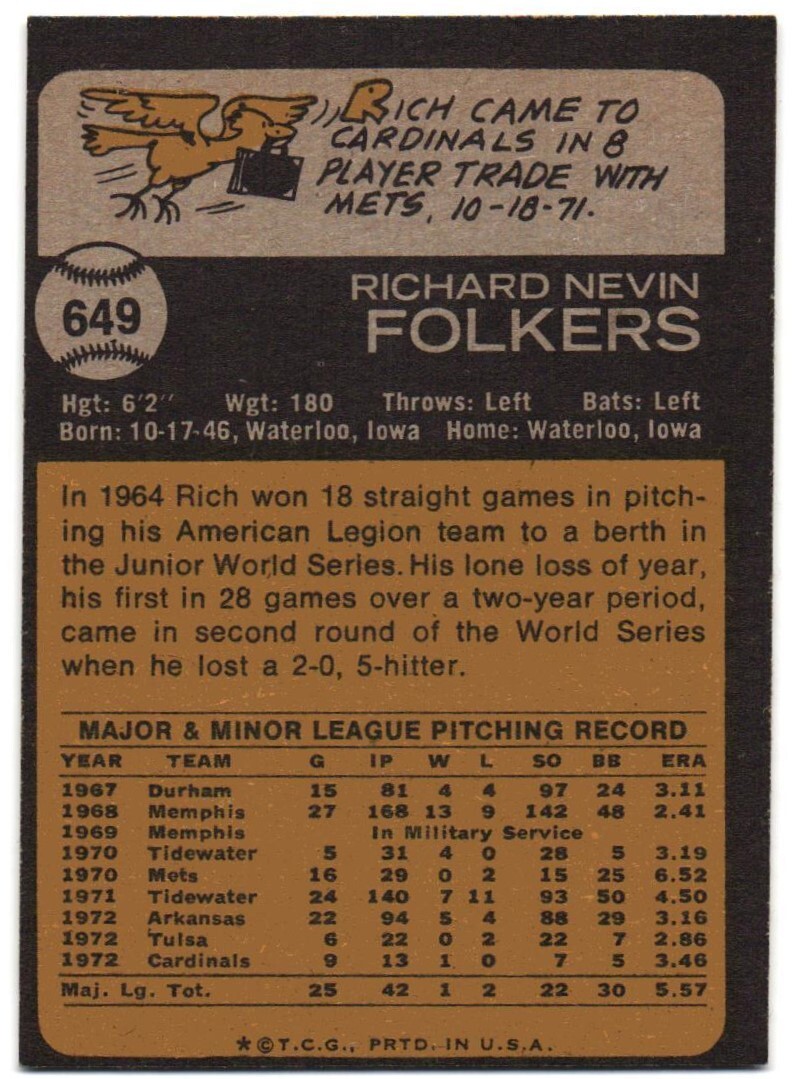 RICH CAME TO
CARDINALS IN 8
PLAYER TRADE WITH
METS, 10-18-71.
649
RICHARD NEVIN
FOLKERS
Hgt: 6'2" Wgt: 180 Throws: Left Bats: Left
Born: 10-17-46, Waterloo, Iowa Home: Waterloo, Iowa
In 1964 Rich won 18 straight games in pitch-
ing his American Legion team to a berth in
the Junior World Series. His lone loss of year,
his first in 28 games over a two-year period,
came in second round of the World Series
when he lost a 2-0, 5-hitter.
MAJOR & MINOR LEAGUE PITCHING RECORD
YEAR TEAM G IP W L SO BB ERA
1967 Durham 15 81 4 4 97 24 3.11
1968 Memphis 27 168 13 9 142 48 2.41
1969 Memphis In Military Service
1970 Tidewater 5 31 4 0 28 5 3.19
1970 Mets 16 29 0 2 15 25 6.52
1971 Tidewater 24 140 7 11 93 50 4.50
1972 Arkansas 22 94 5 4 88 29 3.16
1972 Tulsa 6 22 0 2 22 7 2.86
1972 Cardinals 9 13 1 0 7 5 3.46
Maj. Lg. Tot. 25 42 1 2 22 30 5.57
*©T.C.G., PRTD. IN U.S.A.